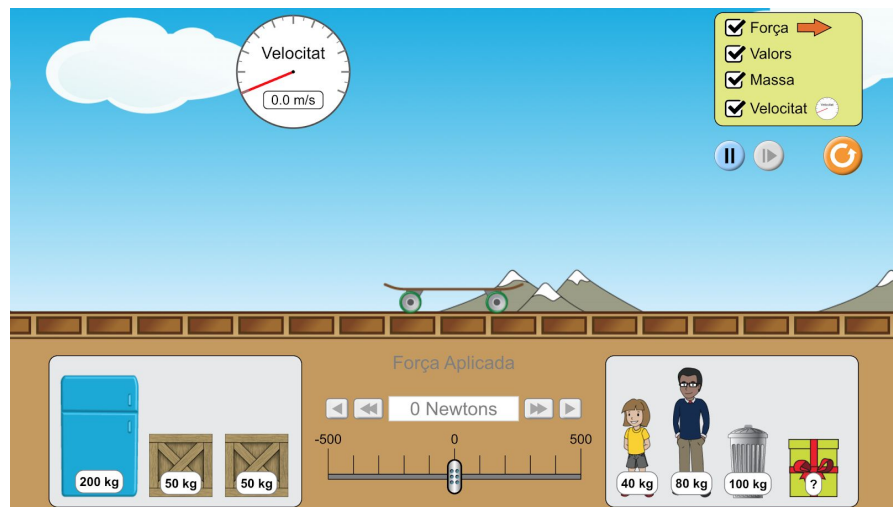 Velocitat
0.0 m/s
Força
Valors
Massa
Velocitat
Força Aplicada
0 Newtons
-500 0 500
200 kg
50 kg
50 kg
40 kg
80 kg
100 kg
?